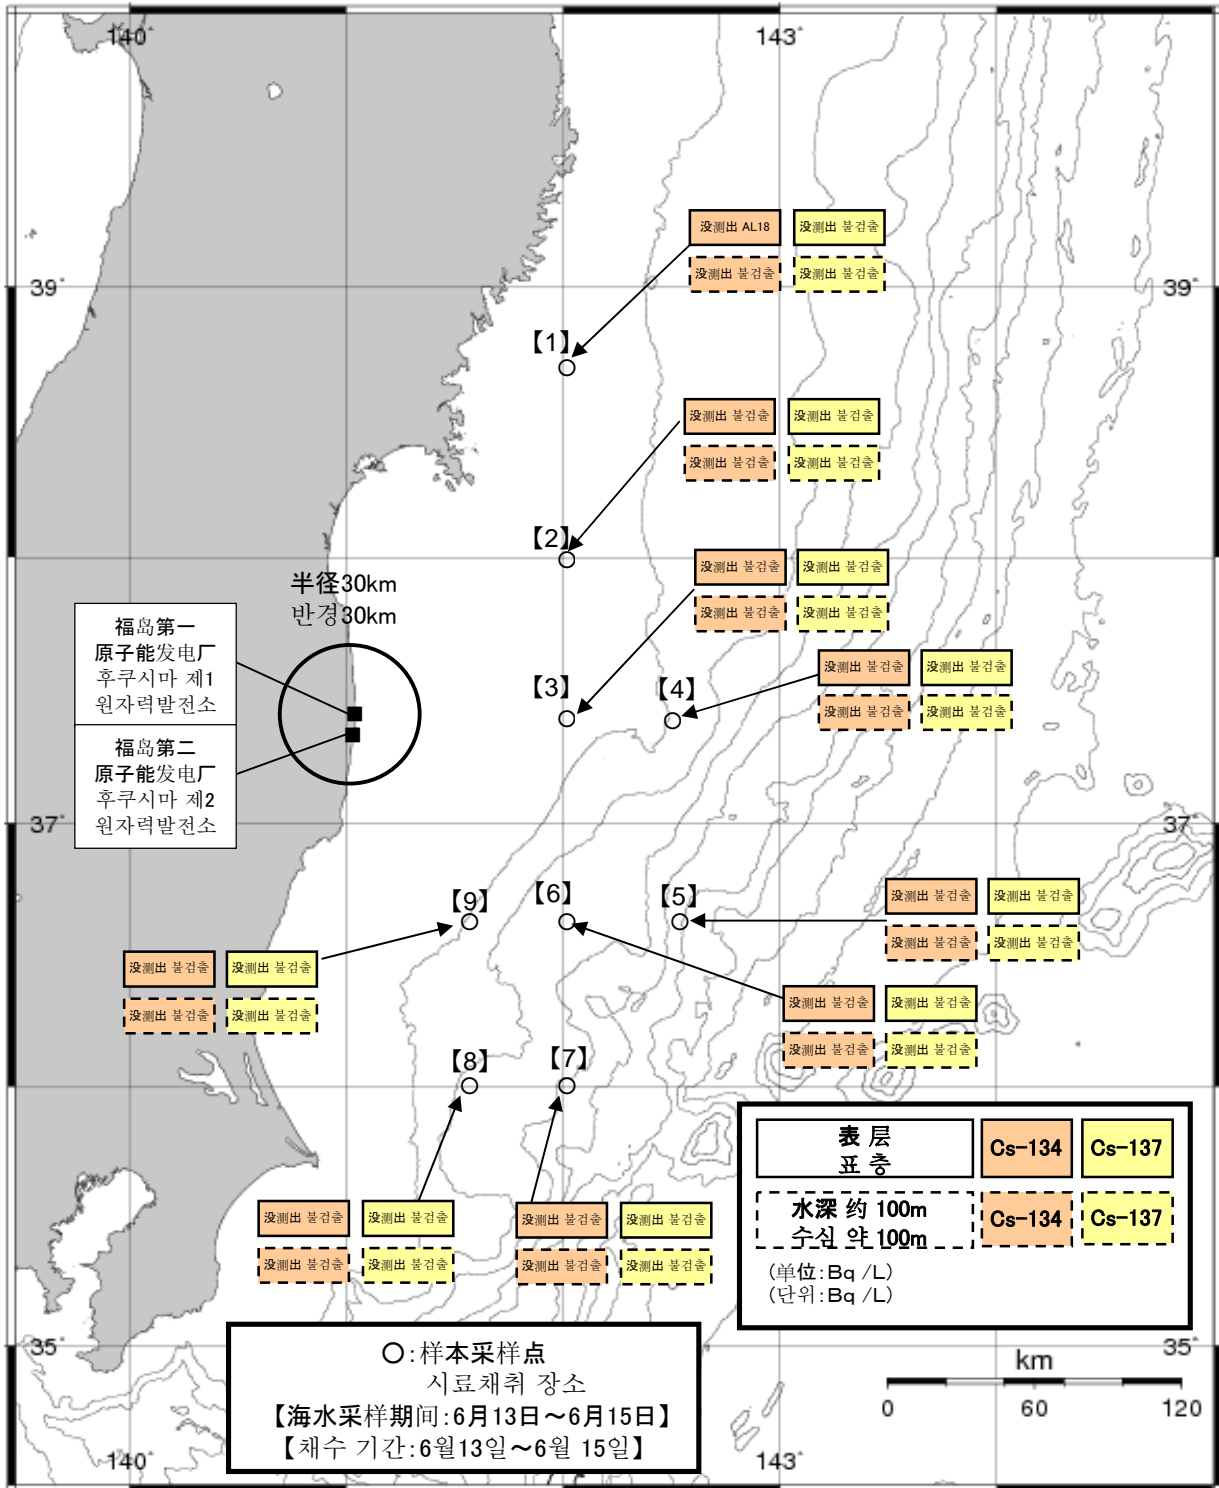 140°
143°
没测出 AL18
没测出 불검출
没测出 불검출
没测出 불검출
39°
39°
【1】
没测出 불검출
没测出 불검출
没测出 불검출
没测出 불검출
【2】
没测出 불검출
没测出 불검출
没测出 불검출
没测出 불검출
半径30km
반경30km
福岛第一
原子能发电厂
후쿠시마 제1
원자력발전소
福岛第二
原子能发电厂
후쿠시마 제2
원자력발전소
【3】
【4】
没测出 불검출
没测出 불검출
没测出 불검출
没测出 불검출
37°
37°
【9】
【6】
【5】
没测出 불검출
没测出 불검출
没测出 불검출
没测出 불검출
没测出 불검출
没测出 불검출
没测出 불검출
没测出 불검출
没测出 불검출
没测出 불검출
没测出 불검출
没测出 불검출
【8】
【7】
没测出 불검출
没测出 불검출
没测出 불검출
没测出 불검출
没测出 불검출
没测出 불검출
没测出 불검출
没测出 불검출
表 层
표 층
Cs-134
Cs-137
水深 约 100m
수심 약 100m
Cs-134
Cs-137
(单位:Bq /L)
(단위:Bq /L)
35°
35°
○:样本采样点
시료채취 장소
【海水采样期间:6月13日～6月15日】
【채수 기간:6월13일～6월 15일】
km
0
60
120
140°
143°